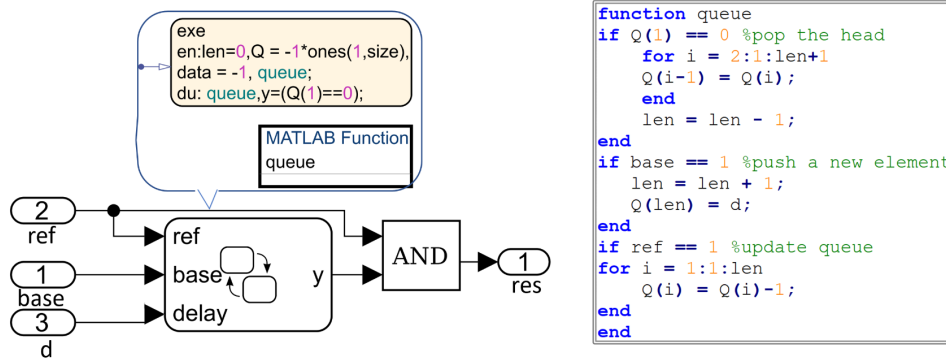 exe
en:len=0,Q = -1*ones(1,size),
data = -1, queue;
du: queue,y=(Q(1)==0);
MATLAB Function
queue
2
ref
1
base
3
d
ref
base
delay
y
AND
1
res
function queue
if Q(1) == 0 %pop the head
for i = 2:1:len+1
Q(i-1) = Q(i);
end
len = len - 1;
end
if base == 1 %push a new element
len = len + 1;
Q(len) = d;
end
if ref == 1 %update queue
for i = 1:1:len
Q(i) = Q(i)-1;
end
end